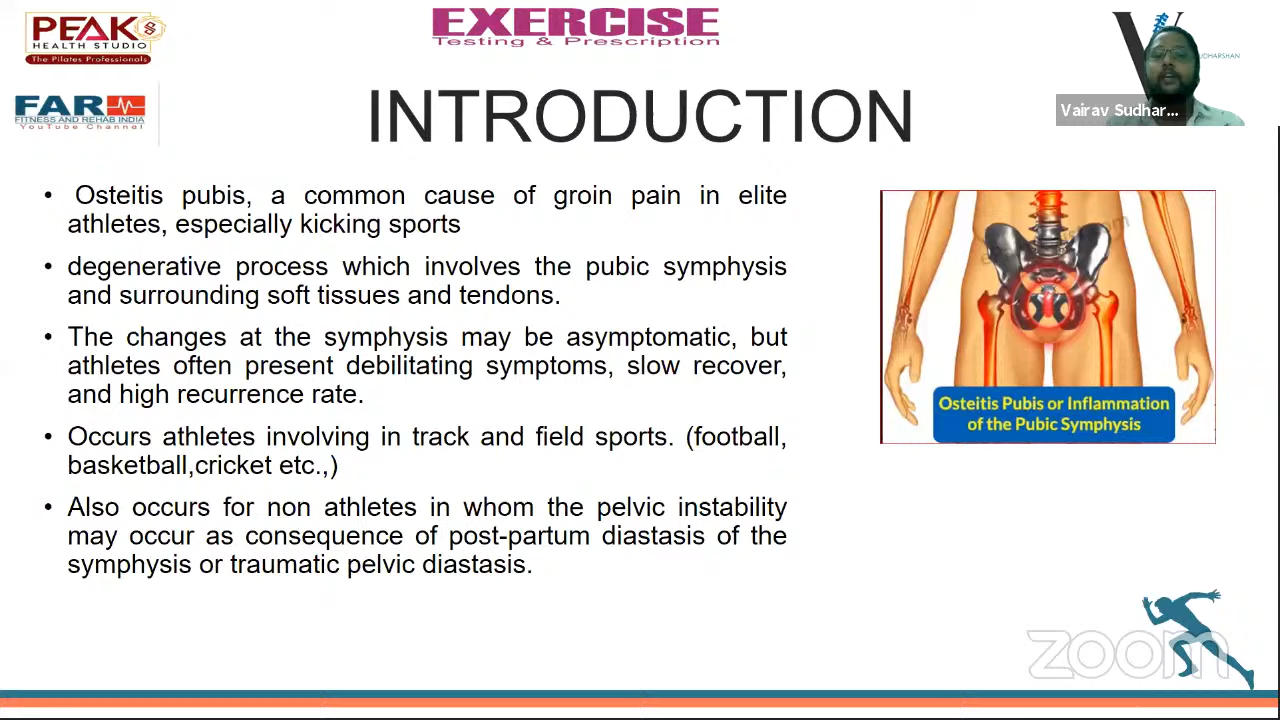 PEAK
HEALTH STUDIO
The Pilates Professionals
EXERCISE
Testing & Prescription
V
SUDHARSHAN
Vairav Sudhar...
FAR
FITNESS AND REHAB INDIA
YouTube Channel
INTRODUCTION
• Osteitis pubis, a common cause of groin pain in elite
athletes, especially kicking sports
• degenerative process which involves the pubic symphysis
and surrounding soft tissues and tendons.
• The changes at the symphysis may be asymptomatic, but
athletes often present debilitating symptoms, slow recover,
and high recurrence rate.
• Occurs athletes involving in track and field sports. (football,
basketball,cricket etc.,)
• Also occurs for non athletes in whom the pelvic instability
may occur as consequence of post-partum diastasis of the
symphysis or traumatic pelvic diastasis.
Osteitis Pubis or Inflammation
of the Pubic Symphysis
zoom